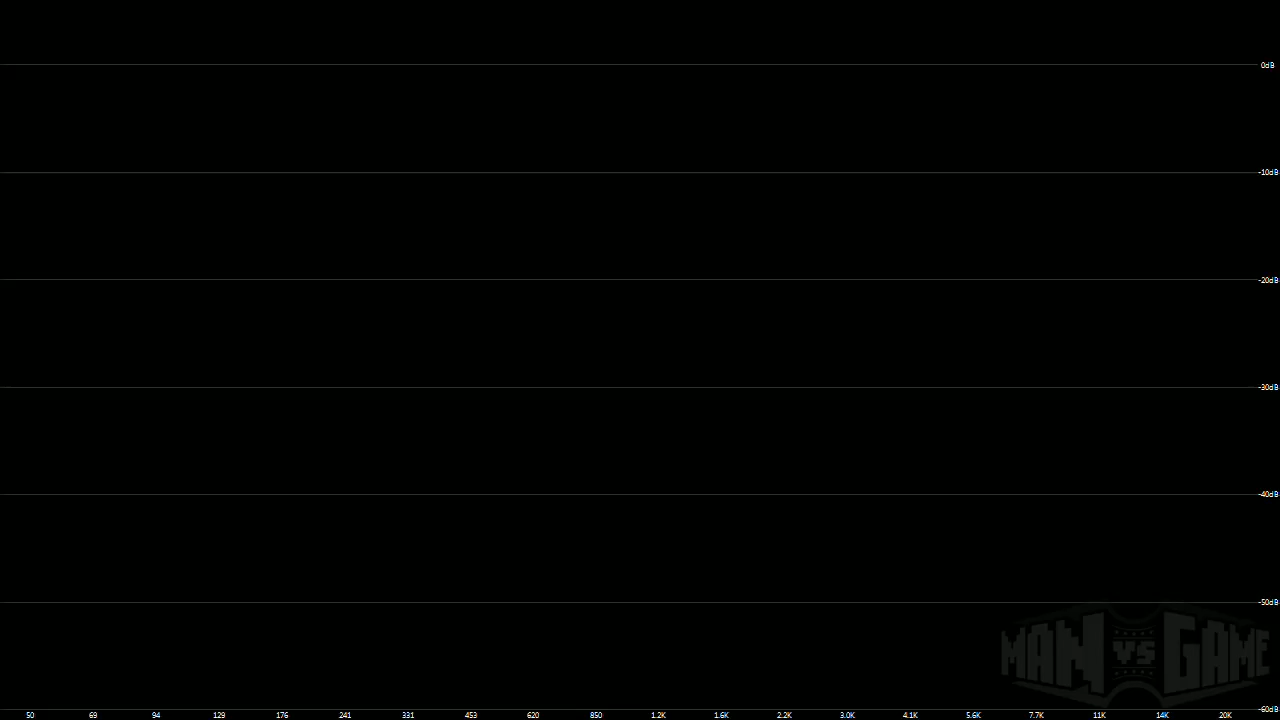 0dB
-10dB
-20dB
-30dB
-40dB
-50dB
MAN VS GAME
-60dB
50 69 94 129 176 241 331 453 620 850 1.2K 1.6K 2.2K 3.0K 4.1K 5.6K 7.7K 11K 14K 20K